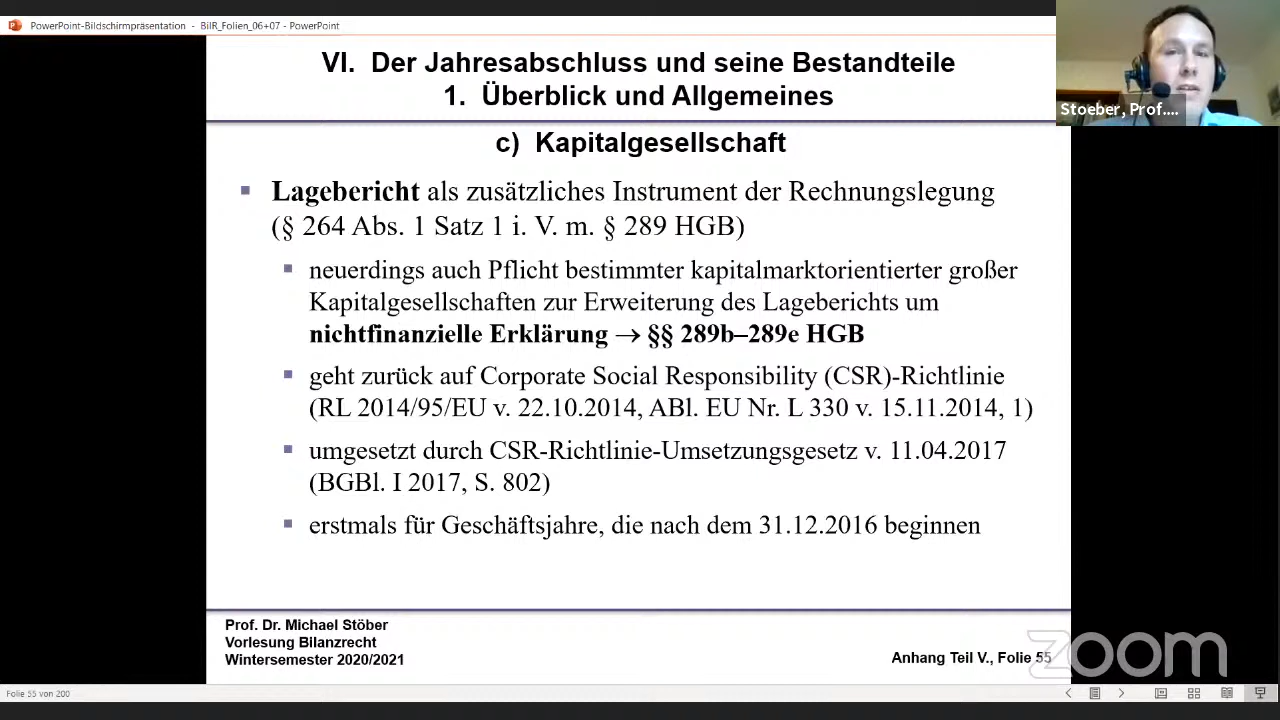 PowerPoint-Bildschirmpräsentation - BilR_Folien_06+07 - PowerPoint
Stoeber, Prof....
VI. Der Jahresabschluss und seine Bestandteile
1. Überblick und Allgemeines
c) Kapitalgesellschaft
Lagebericht als zusätzliches Instrument der Rechnungslegung
(§ 264 Abs. 1 Satz 1 i. V. m. § 289 HGB)
neuerdings auch Pflicht bestimmter kapitalmarktorientierter großer
Kapitalgesellschaften zur Erweiterung des Lageberichts um
nichtfinanzielle Erklärung → §§ 289b–289e HGB
geht zurück auf Corporate Social Responsibility (CSR)-Richtlinie
(RL 2014/95/EU v. 22.10.2014, ABl. EU Nr. L 330 v. 15.11.2014, 1)
umgesetzt durch CSR-Richtlinie-Umsetzungsgesetz v. 11.04.2017
(BGBl. I 2017, S. 802)
erstmals für Geschäftsjahre, die nach dem 31.12.2016 beginnen
Prof. Dr. Michael Stöber
Vorlesung Bilanzrecht
Wintersemester 2020/2021
Anhang Teil V., Folie 55
zoom
Folie 55 von 200